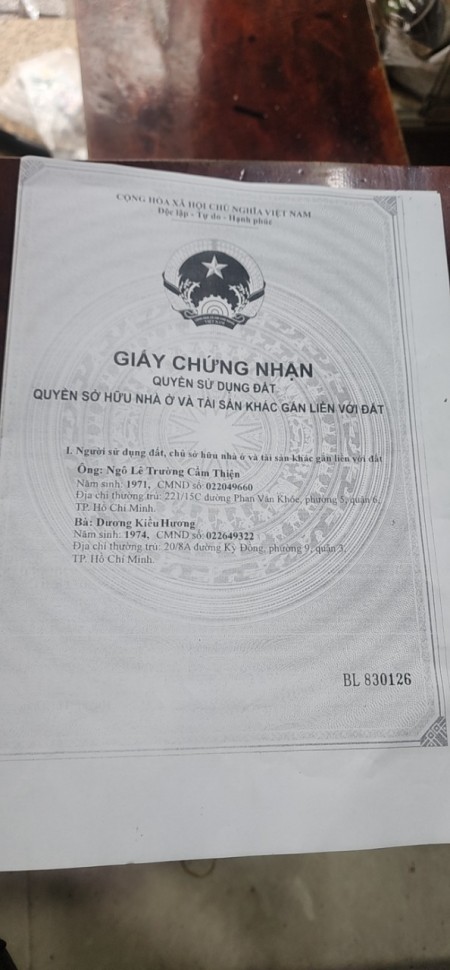 CỘNG HÒA XÃ HỘI CHỦ NGHĨA VIỆT NAM
Độc lập - Tự do - Hạnh phúc
GIẤY CHỨNG NHẬN
QUYỀN SỬ DỤNG ĐẤT
QUYỀN SỞ HỮU NHÀ Ở VÀ TÀI SẢN KHÁC GẮN LIỀN VỚI ĐẤT
I. Người sử dụng đất, chủ sở hữu nhà ở và tài sản khác gắn liền với đất
Ông: Ngô Lê Trường Cẩm Thiện
Năm sinh: 1971, CMND số: 022049660
Địa chỉ thường trú: 221/15C đường Phan Văn Khỏe, phường 5, quận 6,
TP. Hồ Chí Minh.
Bà: Dương Kiều Hương
Năm sinh: 1974, CMND số: 022649322
Địa chỉ thường trú: 20/8A đường Kỳ Đồng, phường 9, quận 3,
TP. Hồ Chí Minh.
BL 830126